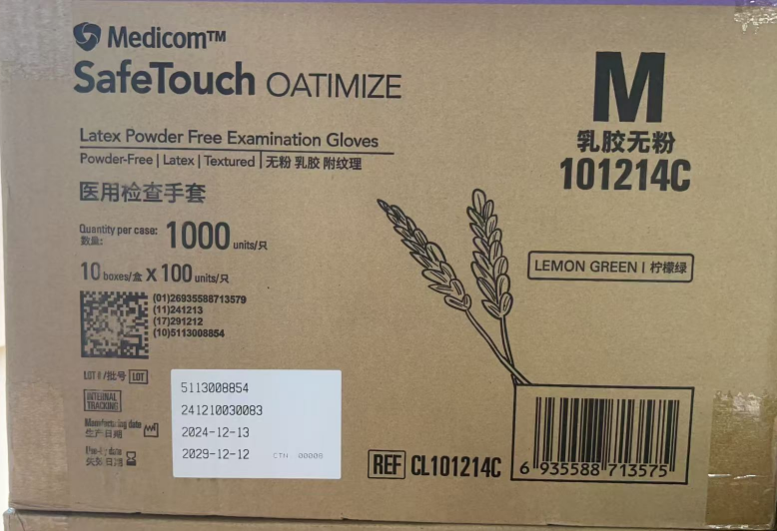 Medicom™
SafeTouch OATIMIZE
Latex Powder Free Examination Gloves
Powder-Free | Latex | Textured | 无粉 乳胶 附纹理
医用检查手套
Quantity per case: 1000 units/只
数量:
10 boxes/盒 x 100 units/只
(01)26935588713579
(11)241213
(17)291212
(10)5113008854
LOT #/批号 LOT
5113008854
INTERNAL
TRACKING
241210030083
Manufacturing date
生产日期
2024-12-13
失效日期
2029-12-12 CTN. 00006
M
乳胶无粉
101214C
LEMON GREEN | 柠檬绿
REF CL101214C
6 935588 713575